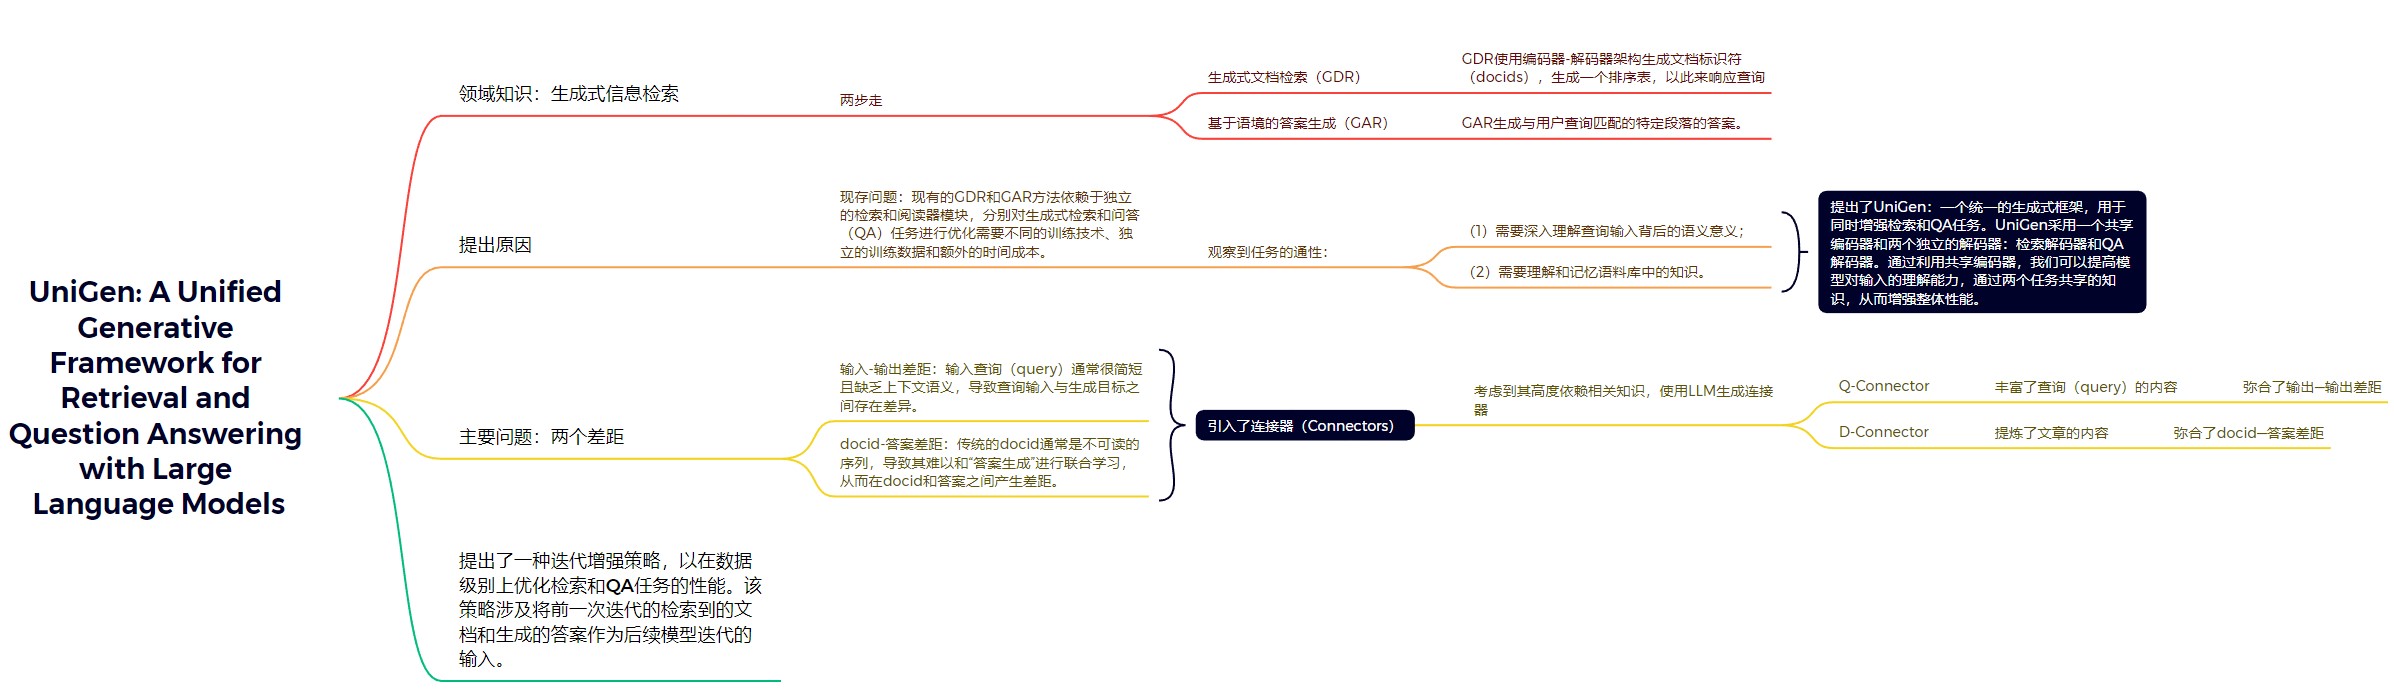 UniGen: A Unified
Generative
Framework for
Retrieval and
Question Answering
with Large
Language Models
领域知识：生成式信息检索
两步走
生成式文档检索（GDR）
GDR使用编码器-解码器架构生成文档标识符
（docids），生成一个排序表，以此来响应查询
基于语境的答案生成（GAR）
GAR生成与用户查询匹配的特定段落的答案。
提出原因
现存问题：现有的GDR和GAR方法依赖于独立
的检索和阅读器模块，分别对生成式检索和问答
（QA）任务进行优化需要不同的训练技术、独
立的训练数据和额外的时间成本。
观察到任务的通性：
（1）需要深入理解查询输入背后的语义意义；
（2）需要理解和记忆语料库中的知识。
提出了UniGen：一个统一的生成式框架，用于
同时增强检索和QA任务。UniGen采用一个共享
编码器和两个独立的解码器：检索解码器和QA
解码器。通过利用共享编码器，我们可以提高模
型对输入的理解能力，通过两个任务共享的知
识，从而增强整体性能。
主要问题：两个差距
输入-输出差距：输入查询（query）通常很简短
且缺乏上下文语义，导致查询输入与生成目标之
间存在差异。
docid-答案差距：传统的docid通常是不可读的
序列，导致其难以和“答案生成”进行联合学习，
从而在docid和答案之间产生差距。
引入了连接器（Connectors）
考虑到其高度依赖相关知识，使用LLM生成连接
器
Q-Connector
丰富了查询（query）的内容
弥合了输出—输出差距
D-Connector
提炼了文章的内容
弥合了docid—答案差距
提出了一种迭代增强策略，以在数据
级别上优化检索和QA任务的性能。该
策略涉及将前一次迭代的检索到的文
档和生成的答案作为后续模型迭代的
输入。